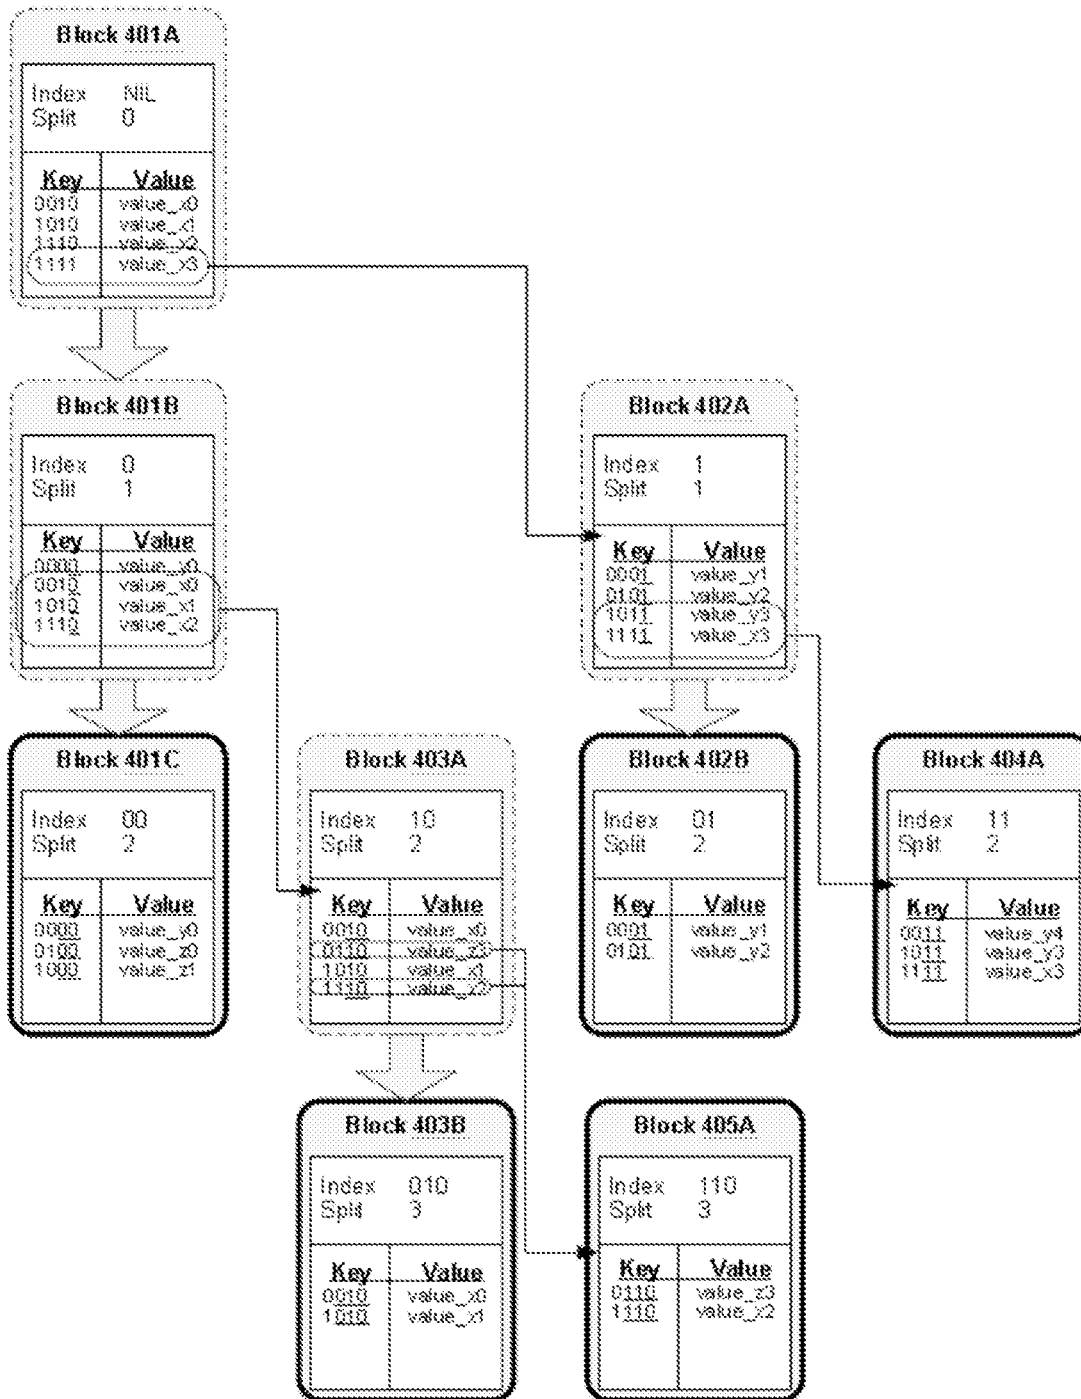 Block 401A
Index NIL
Split 0
Key Value
0010 value_x0
1010 value_x1
1110 value_x2
1111 value_x3
Block 401B
Index 0
Split 1
Key Value
0000 value_y0
0010 value_x0
1010 value_x1
1110 value_x2
Block 402A
Index 1
Split 1
Key Value
0001 value_y1
0101 value_y2
1011 value_y3
1111 value_x3
Block 401C
Index 00
Split 2
Key Value
0000 value_y0
0100 value_z0
1000 value_z1
Block 403A
Index 10
Split 2
Key Value
0010 value_x0
0110 value_z3
1010 value_x1
1110 value_x2
Block 402B
Index 01
Split 2
Key Value
0001 value_y1
0101 value_y2
Block 404A
Index 11
Split 2
Key Value
0011 value_y4
1011 value_y3
1111 value_x3
Block 403B
Index 010
Split 3
Key Value
0010 value_x0
1010 value_x1
Block 405A
Index 110
Split 3
Key Value
0110 value_z3
1110 value_x2